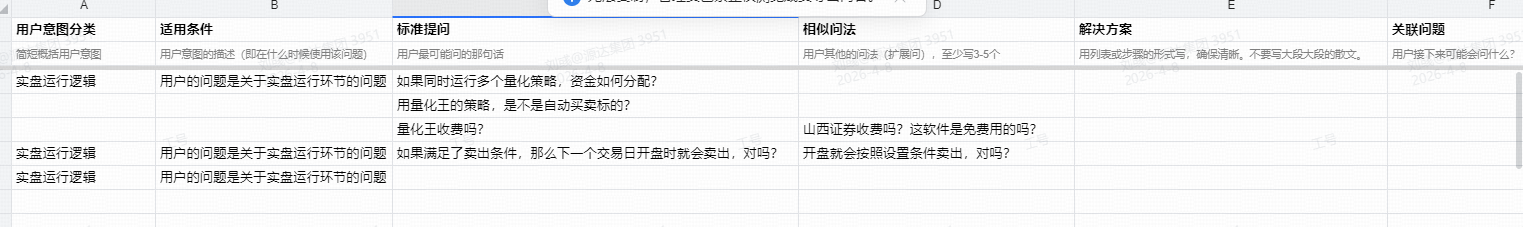 A B D E F
用户意图分类 适用条件 标准提问 相似问法 解决方案 关联问题
简短概括用户意图 用户意图的描述（即在什么时候使用该问题） 用户最可能问的那句话 用户其他的问法（扩展问），至少写3-5个 用列表或步骤的形式写，确保清晰。不要写大段大段的散文。 用户接下来可能会问什么？
实盘运行逻辑 用户的问题是关于实盘运行环节的问题 如果同时运行多个量化策略，资金如何分配？
用量化王的策略，是不是自动买卖标的？
量化王收费吗？ 山西证券收费吗？这软件是免费用的吗？
实盘运行逻辑 用户的问题是关于实盘运行环节的问题 如果满足了卖出条件，那么下一个交易日开盘时就会卖出，对吗？ 开盘就会按照设置条件卖出，对吗？
实盘运行逻辑 用户的问题是关于实盘运行环节的问题